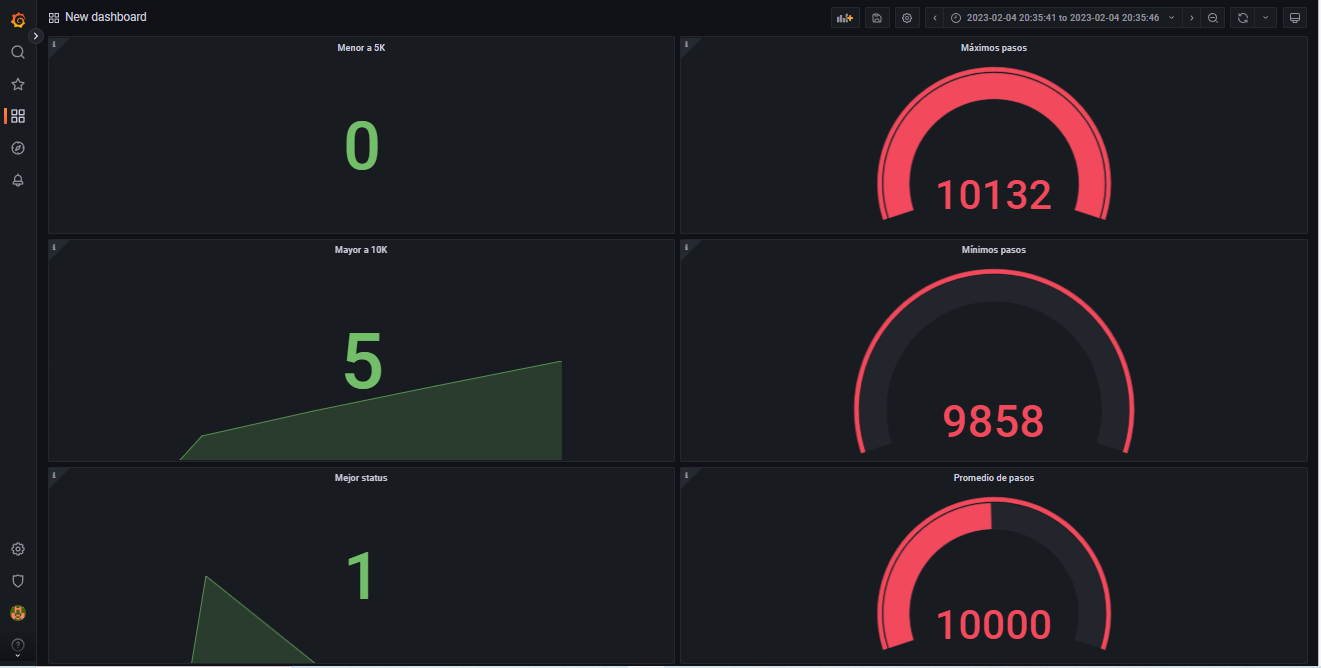 New dashboard
2023-02-04 20:35:41 to 2023-02-04 20:35:46
Menor a 5K
0
Máximos pasos
10132
Mayor a 10K
5
Mínimos pasos
9858
Mejor status
1
Promedio de pasos
10000